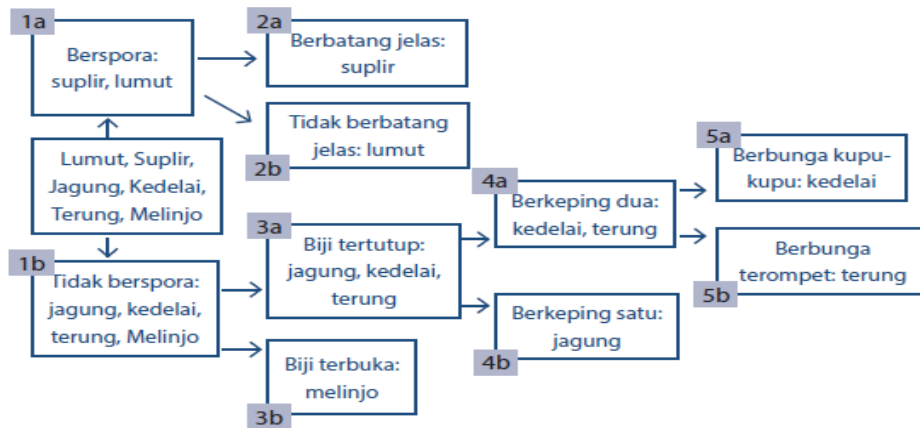 1a
Berspora:
suplir, lumut
2a
Berbatang jelas:
suplir
Tidak berbatang
jelas: lumut
2b
Lumut, Suplir,
Jagung, Kedelai,
Terung, Melinjo
1b
Tidak berspora:
jagung, kedelai,
terung, Melinjo
3a
Biji tertutup:
jagung, kedelai,
terung
Biji terbuka:
melinjo
3b
4a
Berkeping dua:
kedelai, terung
Berkeping satu:
jagung
4b
5a
Berbunga kupu-
kupu: kedelai
Berbunga
terompet: terung
5b